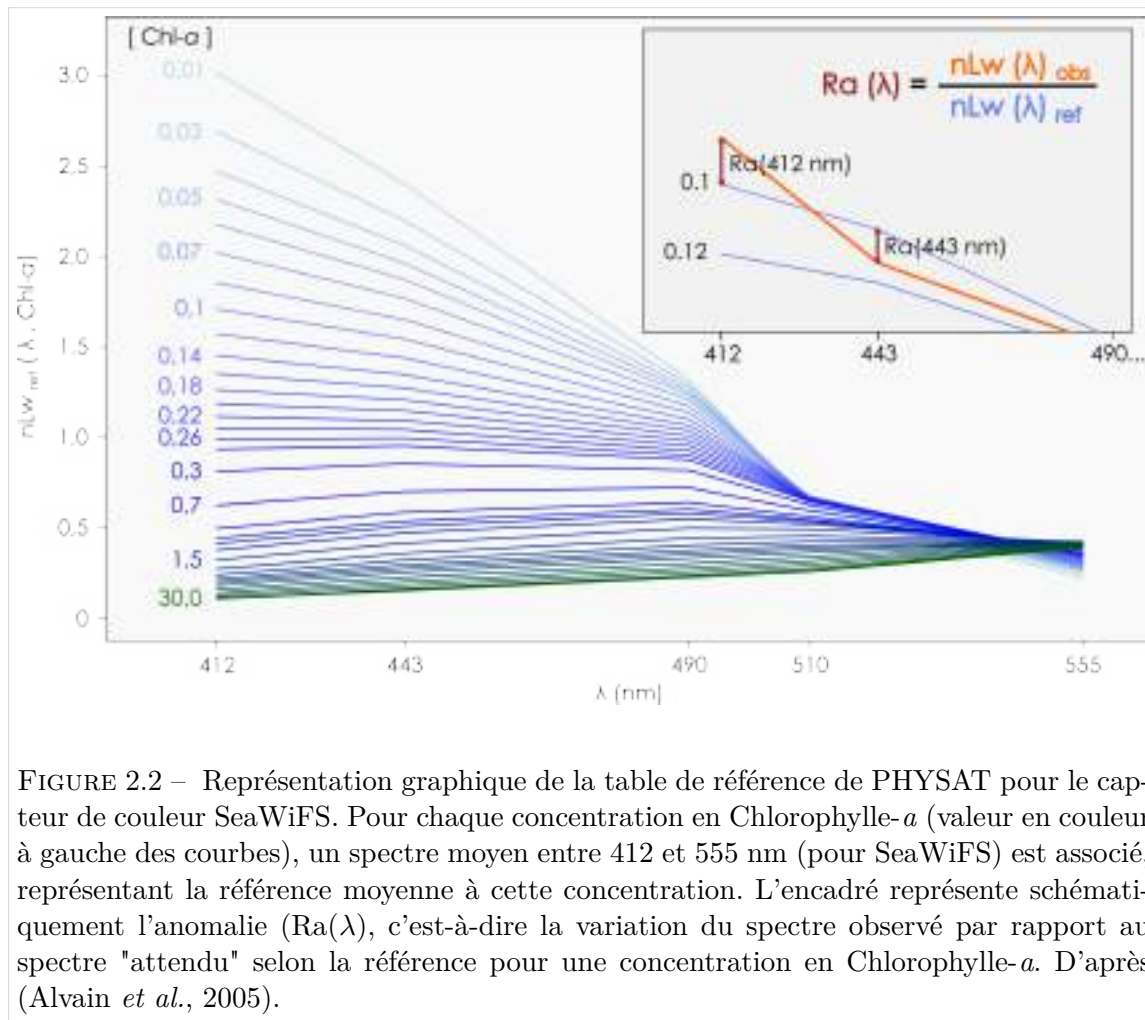 [ Chl-a ]
0.01
0.03
0.05
0.07
0.1
0.14
0.18
0.22
0.26
0.3
0.7
1.5
30.0
3.0
2.5
2.0
1.5
1.0
0.5
0
nLw ref ( λ , Chl-a)
412
443
490
510
555
λ (nm)
Ra (λ) = nLw (λ) obs
nLw (λ) ref
Ra(412 nm)
0.1
Ra(443 nm)
0.12
412
443
490...
FIGURE 2.2 – Représentation graphique de la table de référence de PHYSAT pour le cap-
teur de couleur SeaWiFS. Pour chaque concentration en Chlorophylle-a (valeur en couleur
à gauche des courbes), un spectre moyen entre 412 et 555 nm (pour SeaWiFS) est associé,
représentant la référence moyenne à cette concentration. L'encadré représente schémati-
quement l'anomalie (Ra(λ), c'est-à-dire la variation du spectre observé par rapport au
spectre "attendu" selon la référence pour une concentration en Chlorophylle-a. D'après
(Alvain et al., 2005).